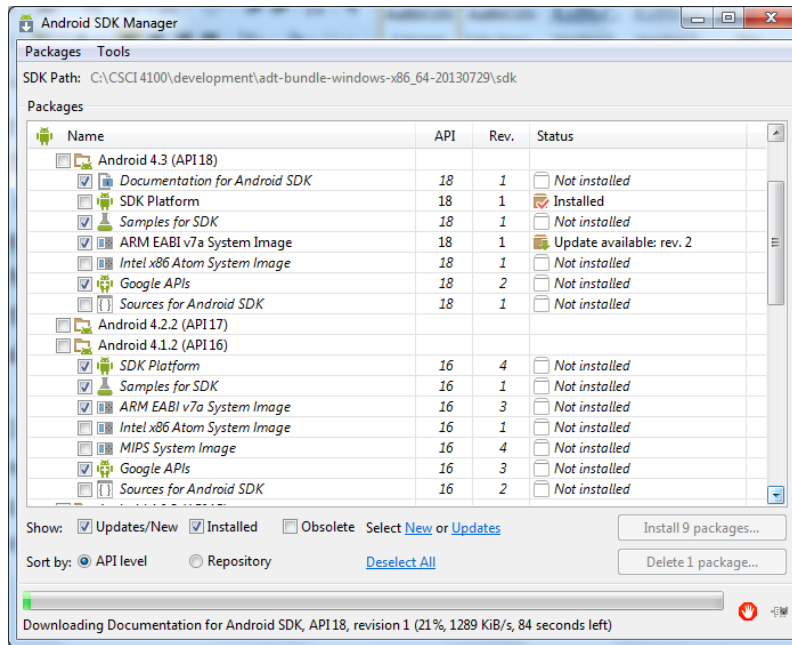 Android SDK Manager
Packages Tools
SDK Path: C:\CSCI 4100\development\adt-bundle-windows-x86_64-20130729\sdk
Packages
Name API Rev. Status
Android 4.3 (API 18)
Documentation for Android SDK 18 1 Not installed
SDK Platform 18 1 Installed
Samples for SDK 18 1 Not installed
ARM EABI v7a System Image 18 1 Update available: rev. 2
Intel x86 Atom System Image 18 1 Not installed
Google APIs 18 2 Not installed
Sources for Android SDK 18 1 Not installed
Android 4.2.2 (API 17)
Android 4.1.2 (API 16)
SDK Platform 16 4 Not installed
Samples for SDK 16 1 Not installed
ARM EABI v7a System Image 16 3 Not installed
Intel x86 Atom System Image 16 1 Not installed
MIPS System Image 16 4 Not installed
Google APIs 16 3 Not installed
Sources for Android SDK 16 2 Not installed
Show: Updates/New Installed Obsolete Select New or Updates Install 9 packages...
Sort by: API level Repository Deselect All Delete 1 package...
Downloading Documentation for Android SDK, API 18, revision 1 (21%, 1289 KiB/s, 84 seconds left)